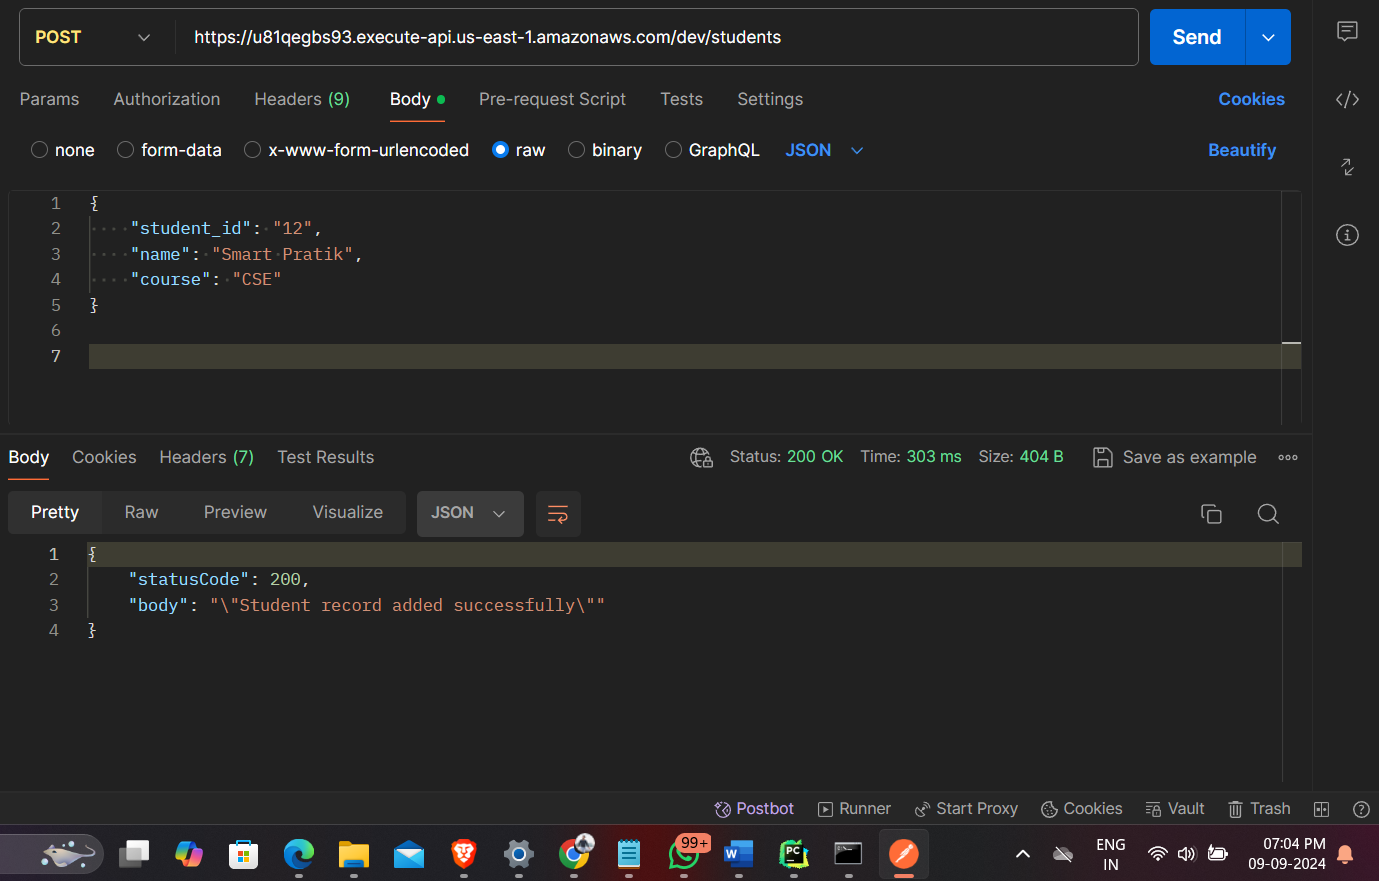 POST https://u81qegbs93.execute-api.us-east-1.amazonaws.com/dev/students Send
Params Authorization Headers (9) Body Pre-request Script Tests Settings Cookies
none form-data x-www-form-urlencoded raw binary GraphQL JSON Beautify
1 {
2 "student_id": "12",
3 "name": "Smart Pratik",
4 "course": "CSE"
5 }
6
7
Body Cookies Headers (7) Test Results Status: 200 OK Time: 303 ms Size: 404 B Save as example
Pretty Raw Preview Visualize JSON
1 {
2 "statusCode": 200,
3 "body": "\"Student record added successfully\""
4 }
Postbot Runner Start Proxy Cookies Vault Trash
99+ W PC ENG 07:04 PM
IN 09-09-2024